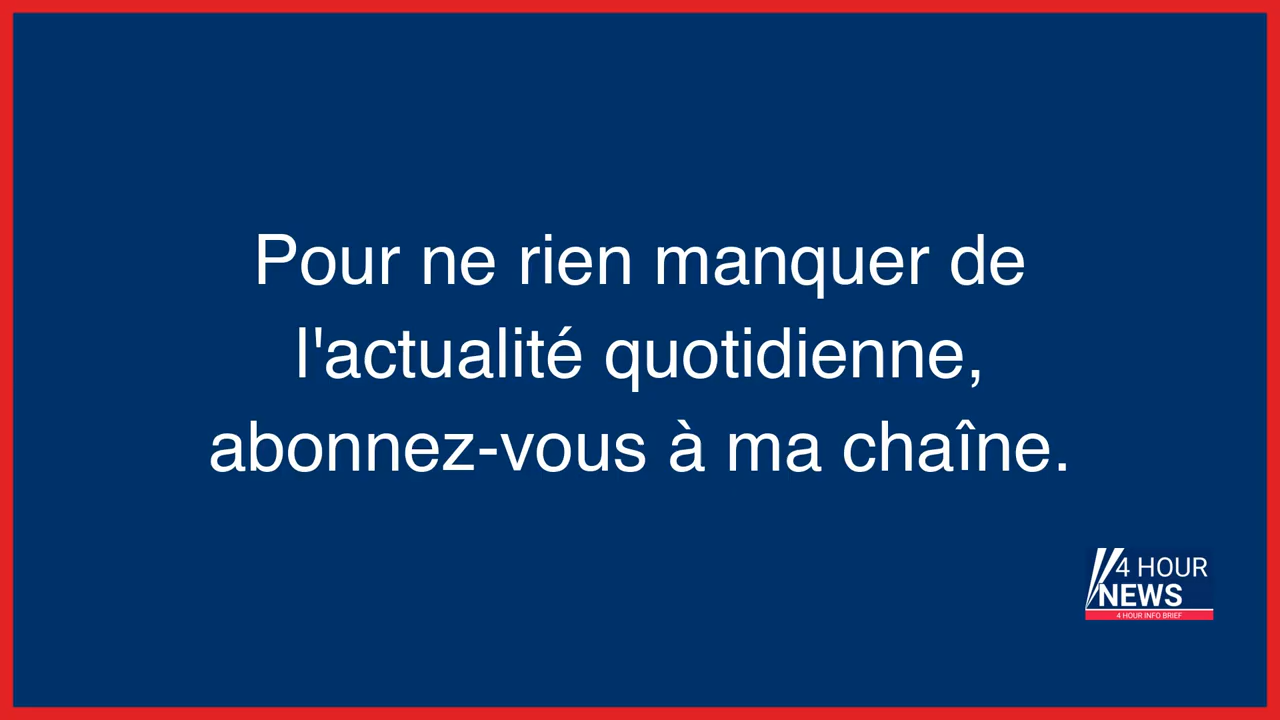 Pour ne rien manquer de
l'actualité quotidienne,
abonnez-vous à ma chaîne.
4 HOUR
NEWS
4 HOUR INFO BRIEF